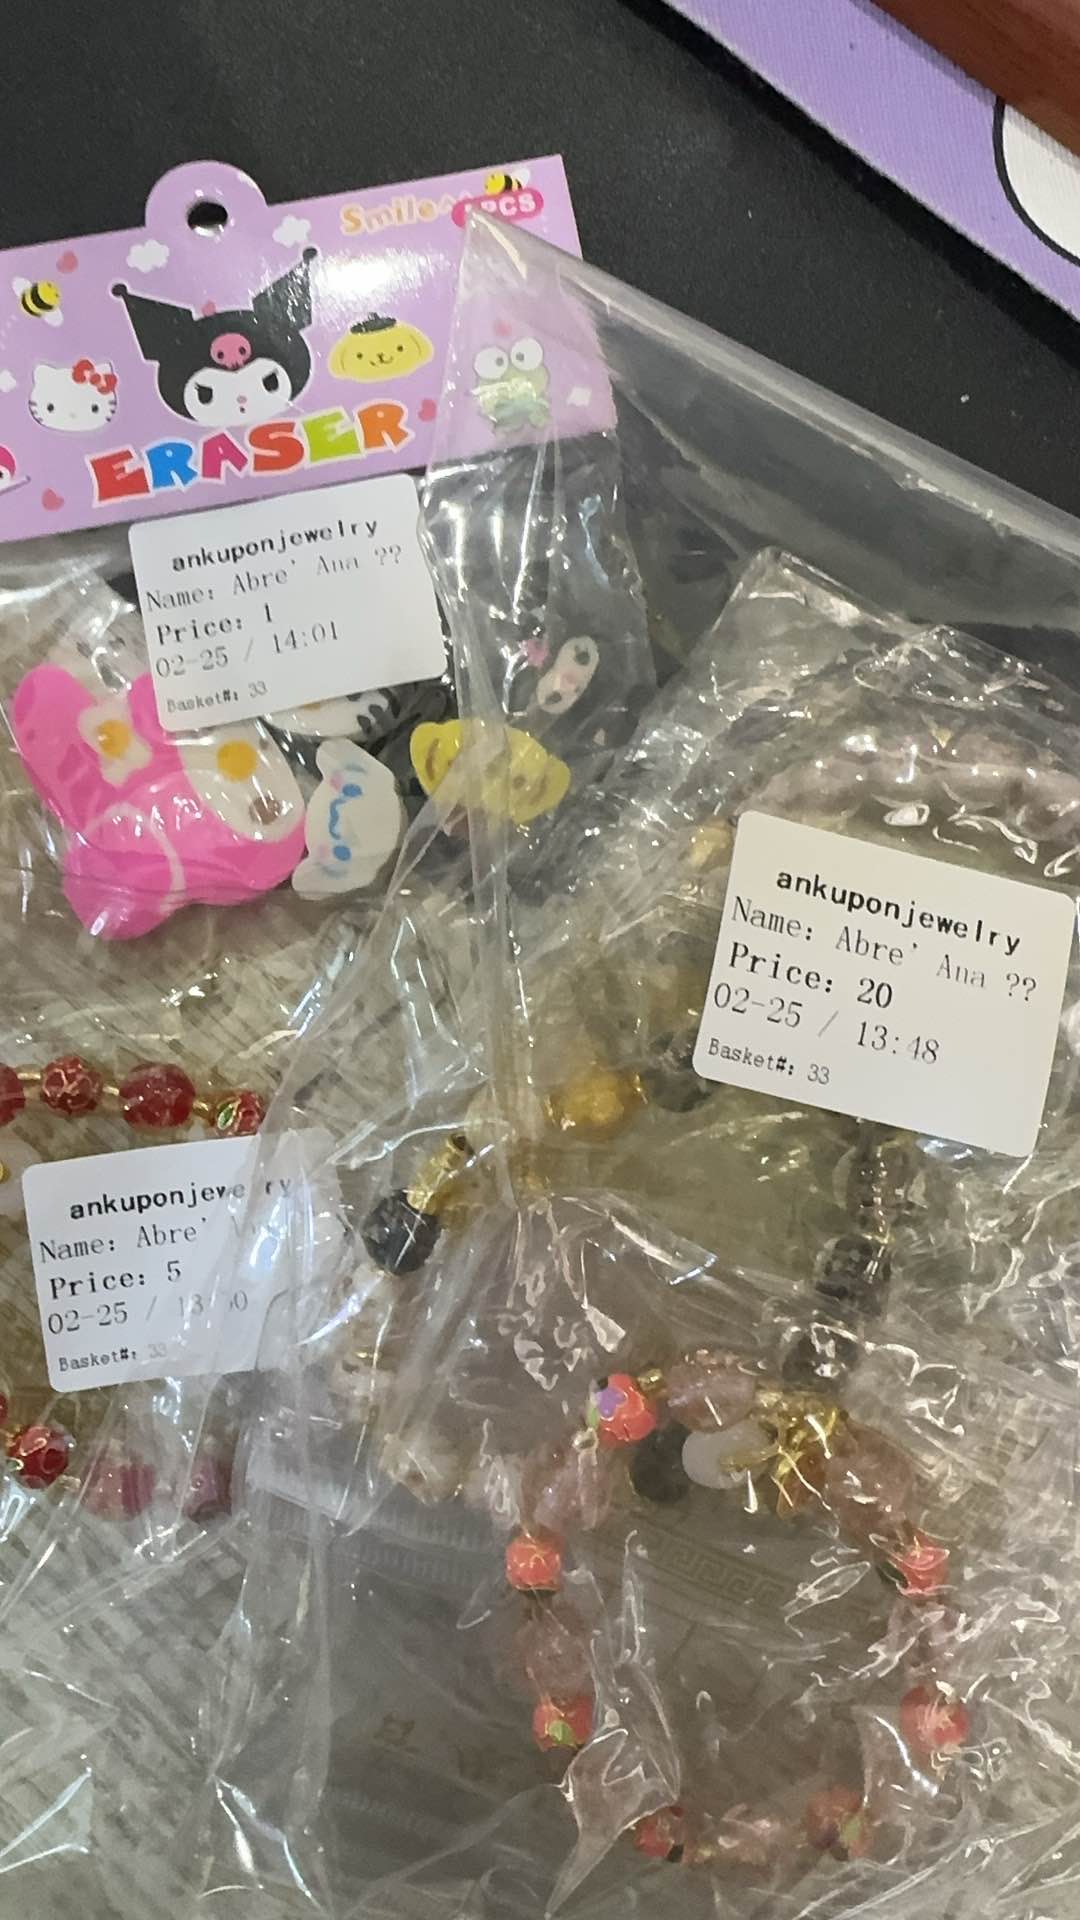 Smile
PCS
ERASER
ankuponjewelry
Name: Abre' Ana ??
Price: 1
02-25 / 14:01
Basket#: 33
ankuponjewelry
Name: Abre' Ana ??
Price: 20
02-25 / 13:48
Basket#: 33
Name: Abre'
Price: 5
02-25 /
Basket#: 33